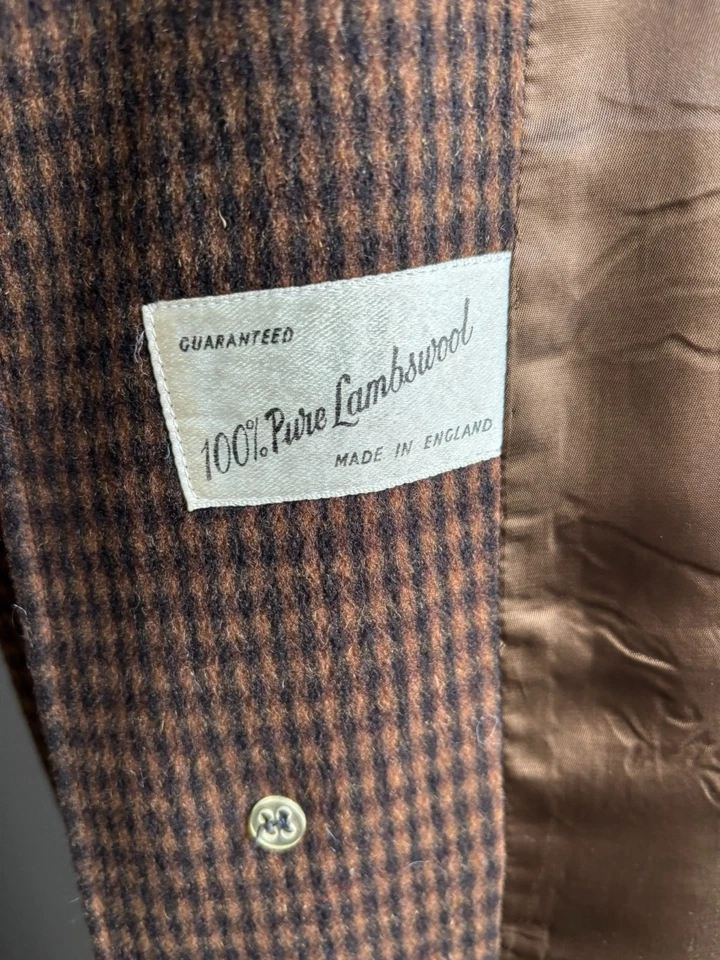 GUARANTEED
100% Pure Lambswool
MADE IN ENGLAND